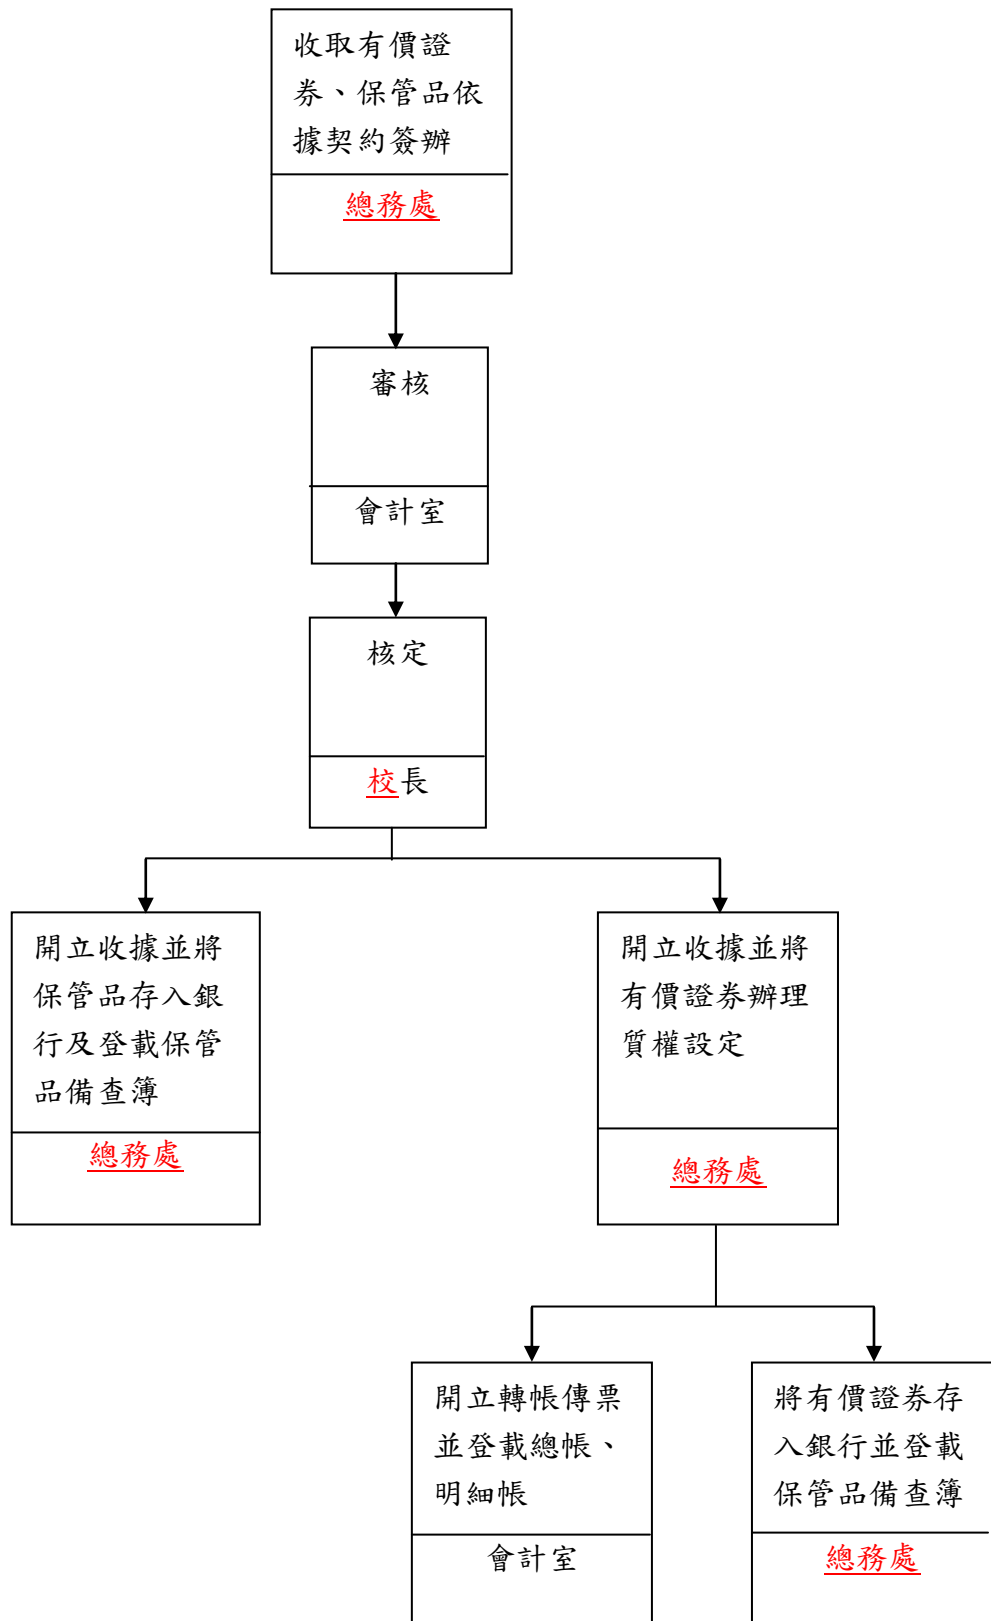 收取有價證
券、保管品依
據契約簽辦
總務處
審核
會計室
核定
校長
開立收據並將
保管品存入銀
行及登載保管
品備查簿
總務處
開立收據並將
有價證券辦理
質權設定
總務處
開立轉帳傳票
並登載總帳、
明細帳
會計室
將有價證券存
入銀行並登載
保管品備查簿
總務處